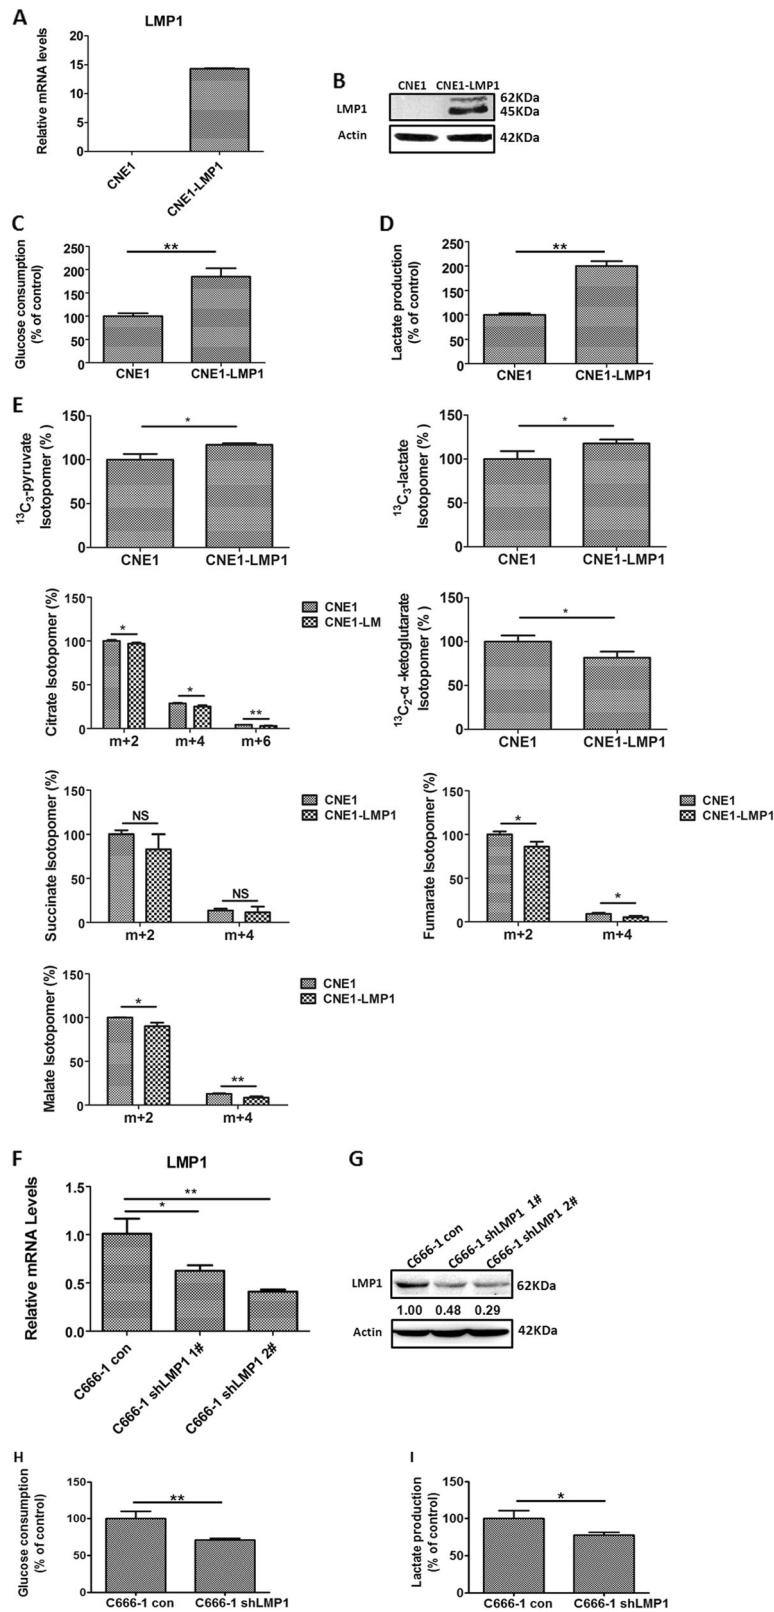 A
LMP1
Relative mRNA levels
20
15
10
5
0
CNE1
CNE1-LMP1
B
CNE1 CNE1-LMP1
LMP1
62KDa
45KDa
Actin
42KDa
C
Glucose consumption
(% of control)
250
200
150
100
50
0
**
CNE1
CNE1-LMP1
D
Lactate production
(% of control)
250
200
150
100
50
0
**
CNE1
CNE1-LMP1
E
¹³C₃-pyruvate
Isotopomer (%)
150
100
50
0
*
CNE1
CNE1-LMP1
¹³C₃-lactate
Isotopomer (%)
150
100
50
0
*
CNE1
CNE1-LMP1
Citrate Isotopomer (%)
150
100
50
0
*
*
**
m+2
m+4
m+6
CNE1
CNE1-LM
¹³C₂-α -ketoglutarate
Isotopomer (%)
150
100
50
0
*
CNE1
CNE1-LMP1
Succinate Isotopomer (%)
150
100
50
0
NS
NS
m+2
m+4
CNE1
CNE1-LMP1
Fumarate Isotopomer (%)
150
100
50
0
*
*
m+2
m+4
CNE1
CNE1-LMP1
Malate Isotopomer (%)
150
100
50
0
*
**
m+2
m+4
CNE1
CNE1-LMP1
F
LMP1
Relative mRNA Levels
1.5
1.0
0.5
0.0
**
*
C666-1 con
C666-1 shLMP1 1#
C666-1 shLMP1 2#
G
C666-1 con
C666-1 shLMP1 1#
C666-1 shLMP1 2#
LMP1
62KDa
1.00 0.48 0.29
Actin
42KDa
H
Glucose consumption
(% of control)
150
100
50
0
**
C666-1 con
C666-1 shLMP1
I
Lactate production
(% of control)
150
100
50
0
*
C666-1 con
C666-1 shLMP1